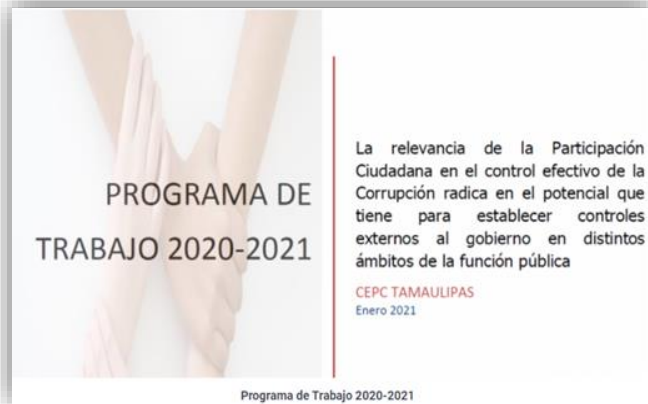 PROGRAMA DE
TRABAJO 2020-2021
La relevancia de la Participación
Ciudadana en el control efectivo de la
Corrupción radica en el potencial que
tiene para establecer controles
externos al gobierno en distintos
ámbitos de la función pública
CEPC TAMAULIPAS
Enero 2021
Programa de Trabajo 2020-2021